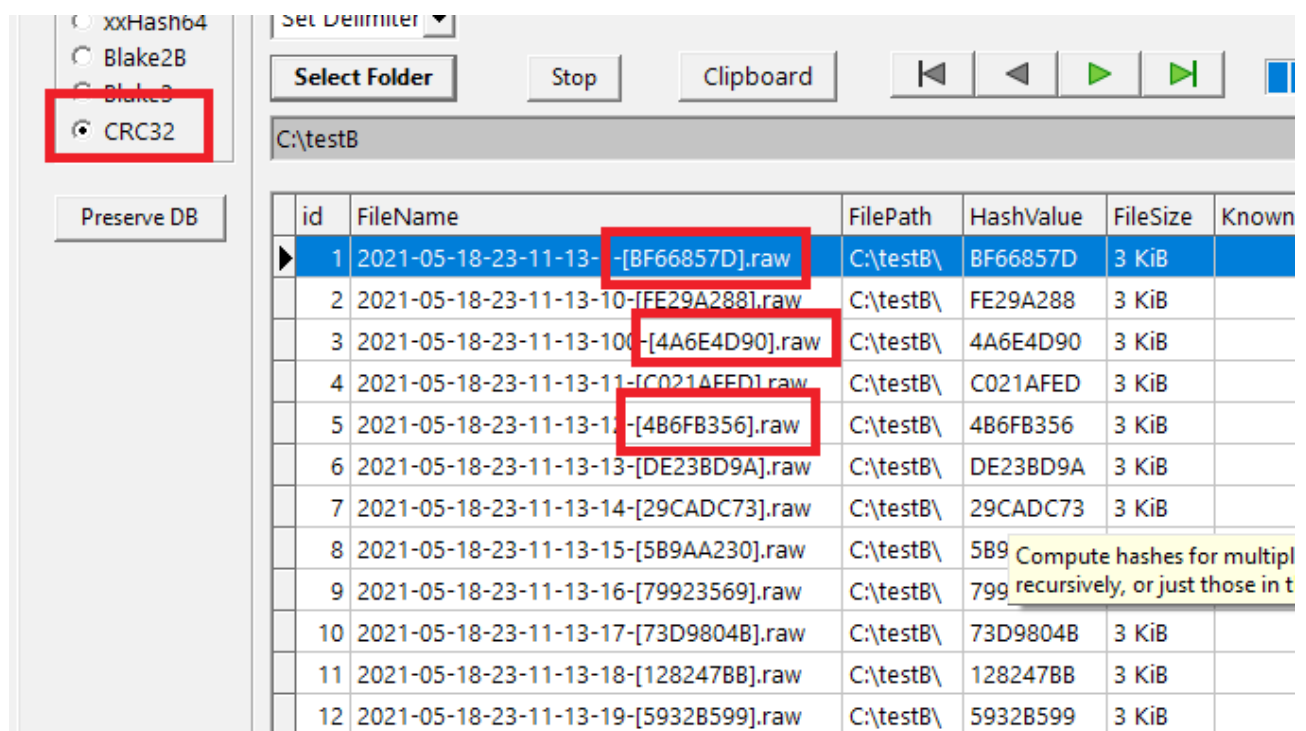 xxHash64
Set Delimiter
Blake2B
Select Folder Stop Clipboard
Blake3
CRC32
C:\testB
Preserve DB
id FileName FilePath HashValue FileSize Known
1 2021-05-18-23-11-13- -[BF66857D].raw C:\testB\ BF66857D 3 KiB
2 2021-05-18-23-11-13-10-[FE29A288].raw C:\testB\ FE29A288 3 KiB
3 2021-05-18-23-11-13-100-[4A6E4D90].raw C:\testB\ 4A6E4D90 3 KiB
4 2021-05-18-23-11-13-11-[C021AFED].raw C:\testB\ C021AFED 3 KiB
5 2021-05-18-23-11-13-12-[4B6FB356].raw C:\testB\ 4B6FB356 3 KiB
6 2021-05-18-23-11-13-13-[DE23BD9A].raw C:\testB\ DE23BD9A 3 KiB
7 2021-05-18-23-11-13-14-[29CADC73].raw C:\testB\ 29CADC73 3 KiB
8 2021-05-18-23-11-13-15-[5B9AA230].raw C:\testB\ 5B9
Compute hashes for multipl
9 2021-05-18-23-11-13-16-[79923569].raw C:\testB\ 799
recursively, or just those in t
10 2021-05-18-23-11-13-17-[73D9804B].raw C:\testB\ 73D9804B 3 KiB
11 2021-05-18-23-11-13-18-[128247BB].raw C:\testB\ 128247BB 3 KiB
12 2021-05-18-23-11-13-19-[5932B599].raw C:\testB\ 5932B599 3 KiB